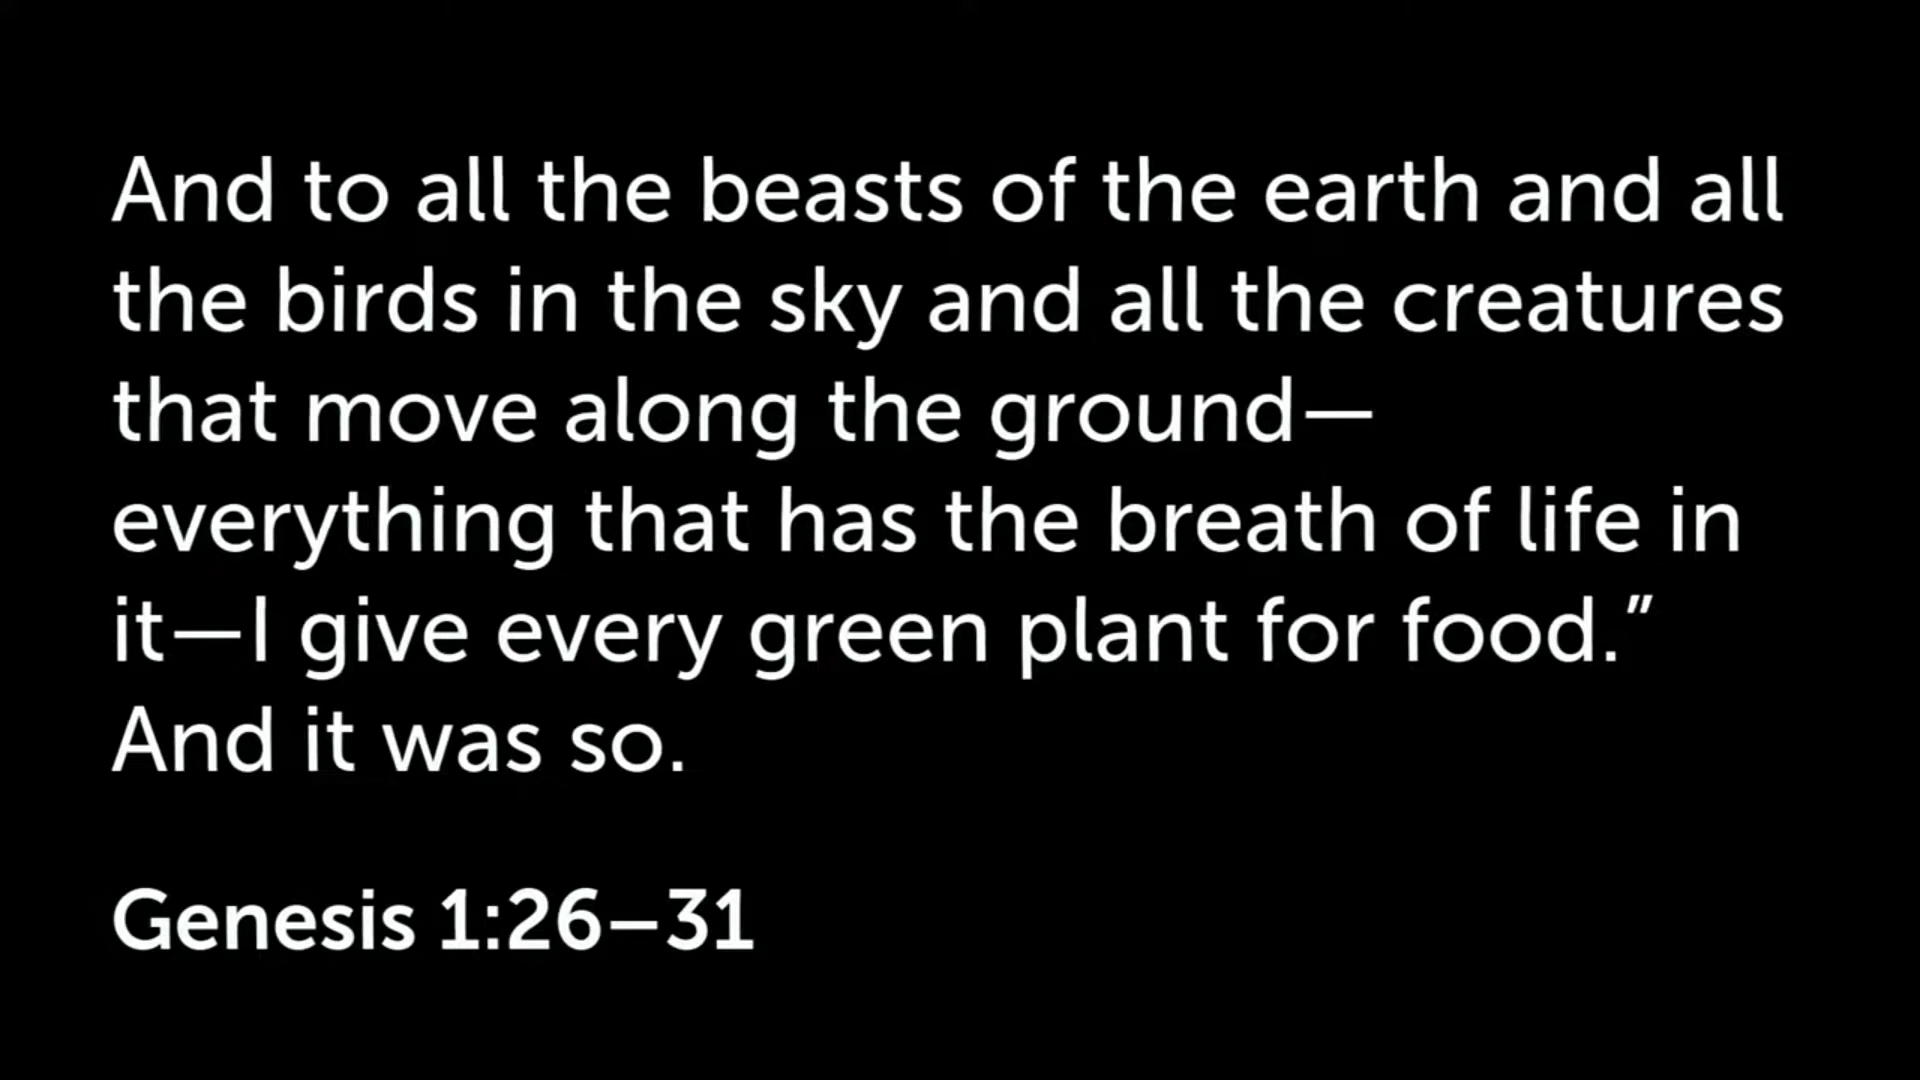 And to all the beasts of the earth and all
the birds in the sky and all the creatures
that move along the ground—
everything that has the breath of life in
it—I give every green plant for food.”
And it was so.
Genesis 1:26–31